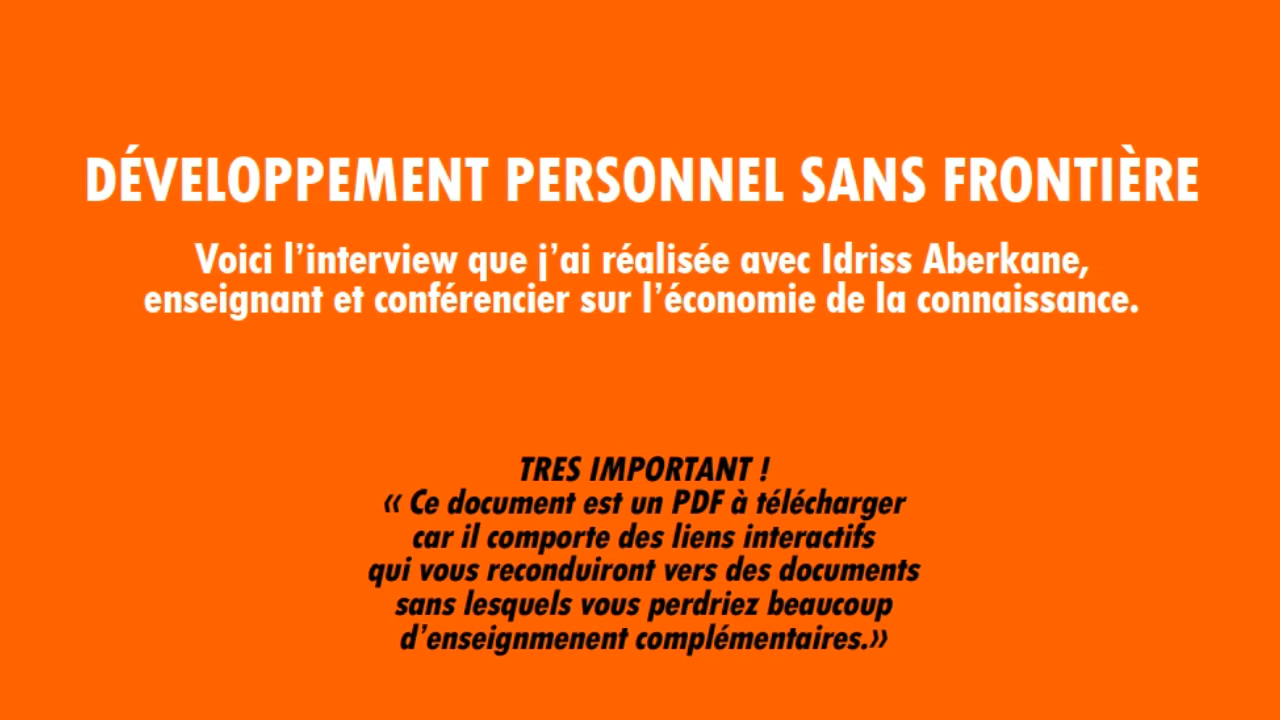 DÉVELOPPEMENT PERSONNEL SANS FRONTIÈRE
Voici l’interview que j’ai réalisée avec Idriss Aberkane,
enseignant et conférencier sur l’économie de la connaissance.
TRES IMPORTANT !
« Ce document est un PDF à télécharger
car il comporte des liens interactifs
qui vous reconduiront vers des documents
sans lesquels vous perdriez beaucoup
d’enseignmenent complémentaires.»